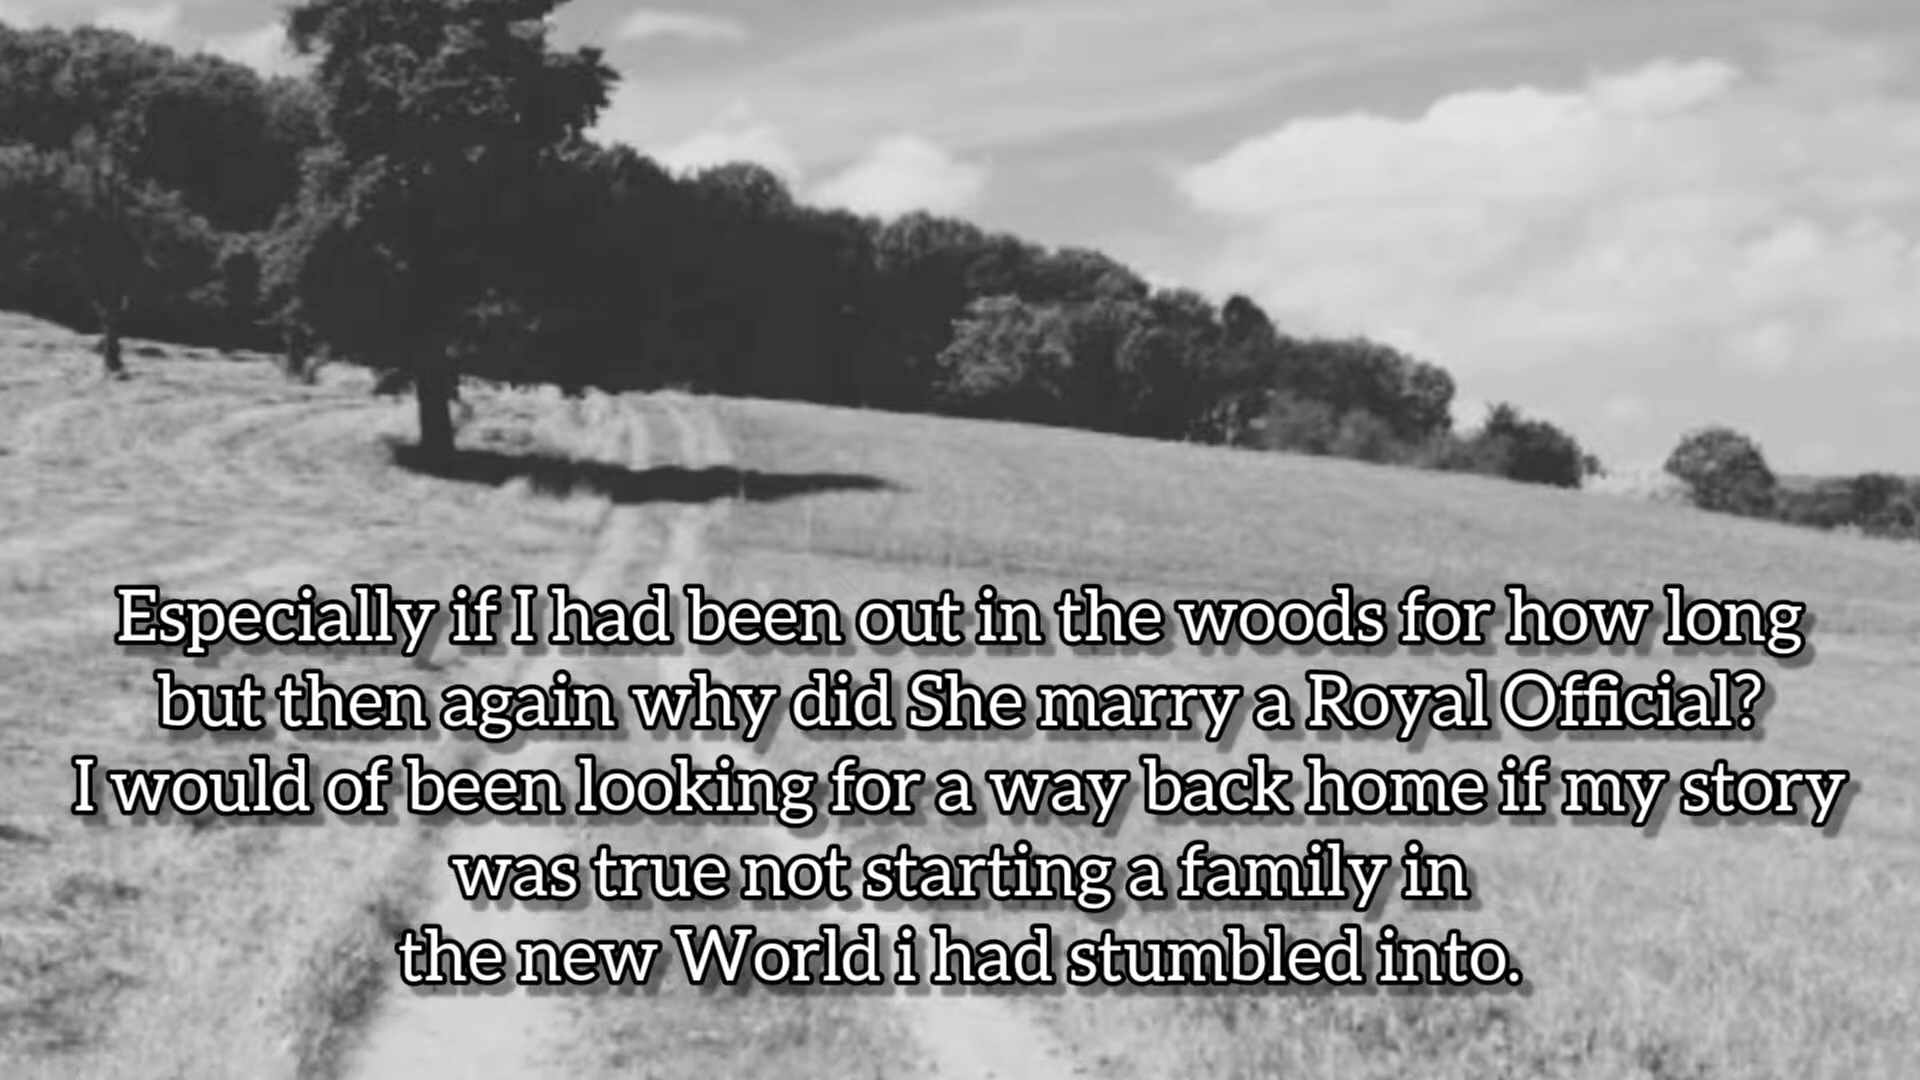 Especially if I had been out in the woods for how long
but then again why did She marry a Royal Official?
I would of been looking for a way back home if my story
was true not starting a family in
the new World i had stumbled into.